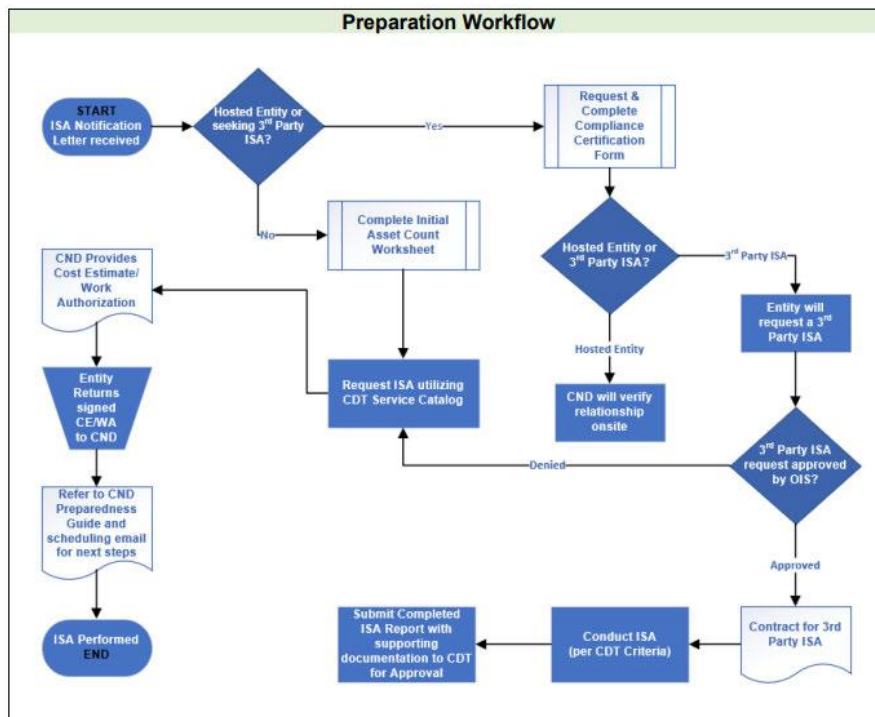 Preparation Workflow
START
ISA Notification
Letter received
Hosted Entity or
seeking 3rd Party
ISA?
Yes
Request &
Complete
Compliance
Certification
Form
No
Complete Initial
Asset Count
Worksheet
CND Provides
Cost Estimate/
Work
Authorization
Hosted Entity or
3rd Party ISA?
3rd Party ISA
Entity will
request a 3rd
Party ISA
Hosted Entity
Entity
Returns
signed
CE/WA
to CND
Request ISA utilizing
CDT Service Catalog
CND will verify
relationship
onsite
3rd Party ISA
request approved
by OIS?
Denied
Refer to CND
Preparedness
Guide and
scheduling email
for next steps
Approved
ISA Performed
END
Submit Completed
ISA Report with
supporting
documentation to CDT
for Approval
Conduct ISA
(per CDT Criteria)
Contract for 3rd
Party ISA